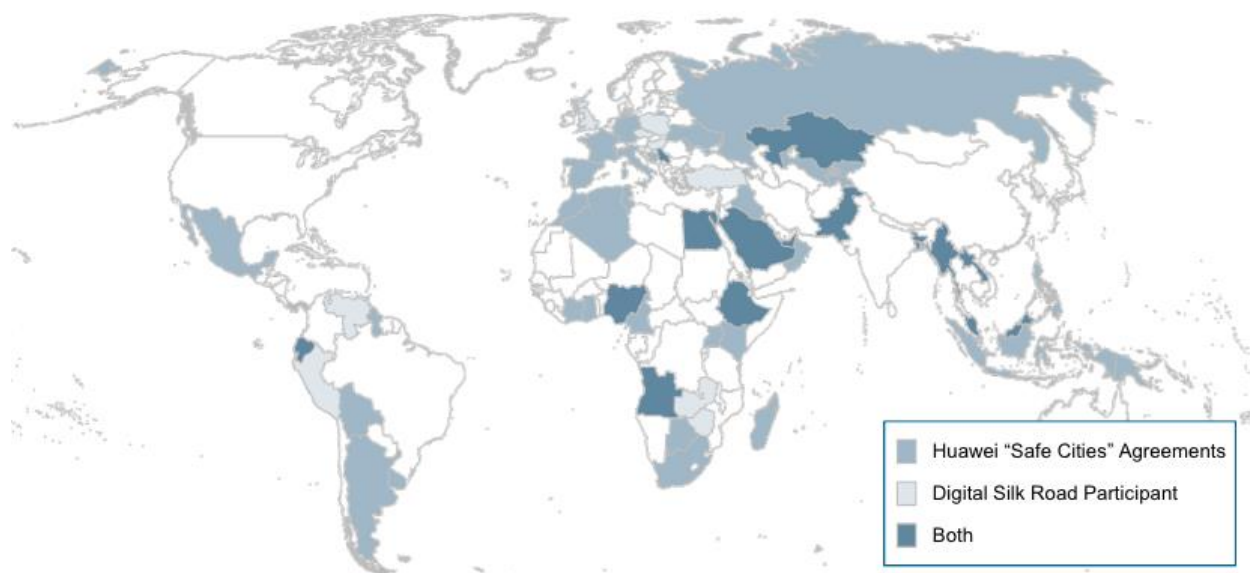 Huawei “Safe Cities” Agreements
Digital Silk Road Participant
Both